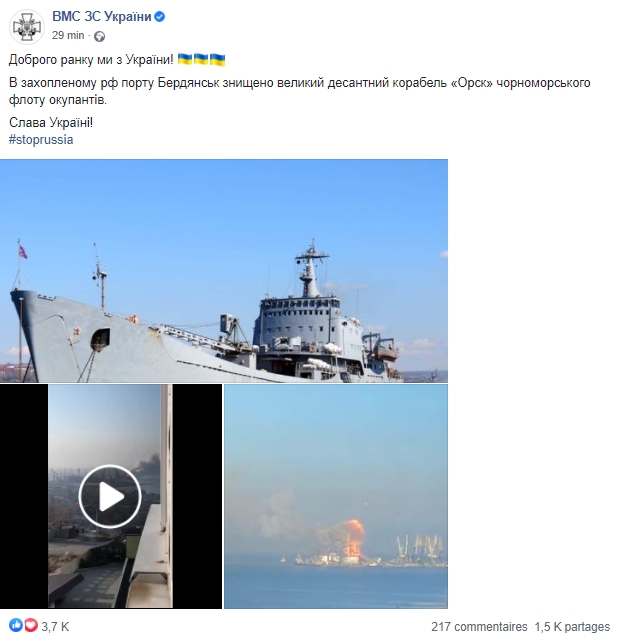 ВМС ЗС України
29 min ·
Доброго ранку ми з України! 🇺🇦🇺🇦🇺🇦
В захопленому рф порту Бердянськ знищено великий десантний корабель «Орск» чорноморського
флоту окупантів.
Слава Україні!
#stoprussia
3,7 K
217 commentaires 1,5 K partages